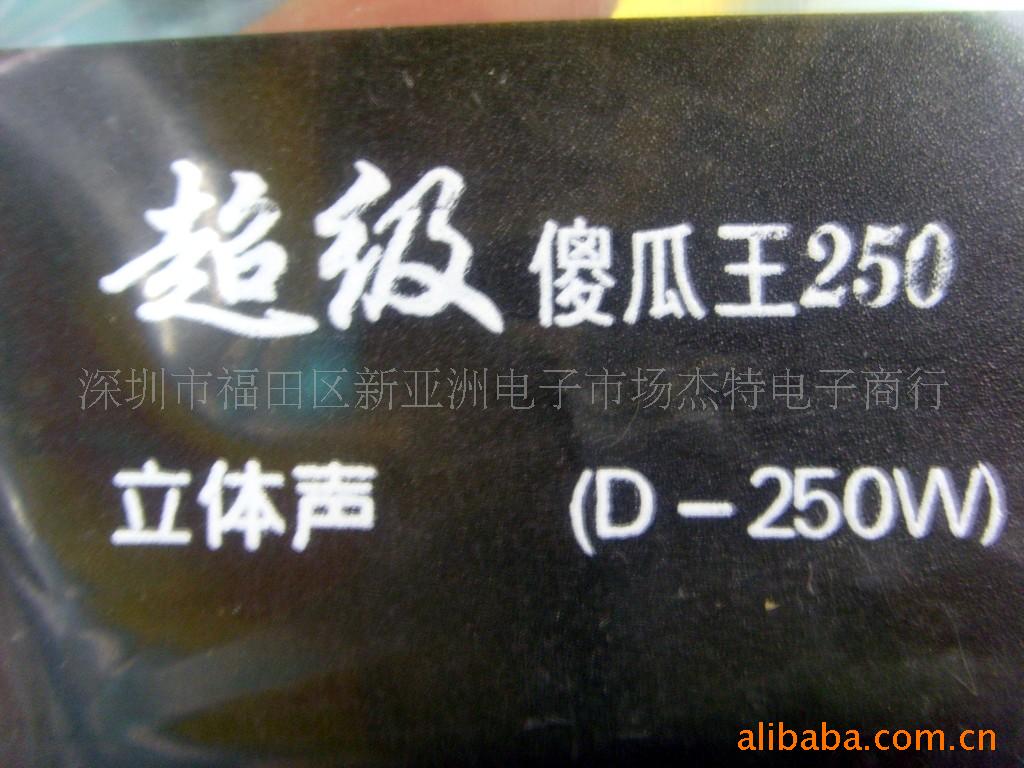 超级 傻瓜王250
深圳市福田区新亚洲电子市场杰特电子商行
立体声 (D-250W)
alibaba.com.cn